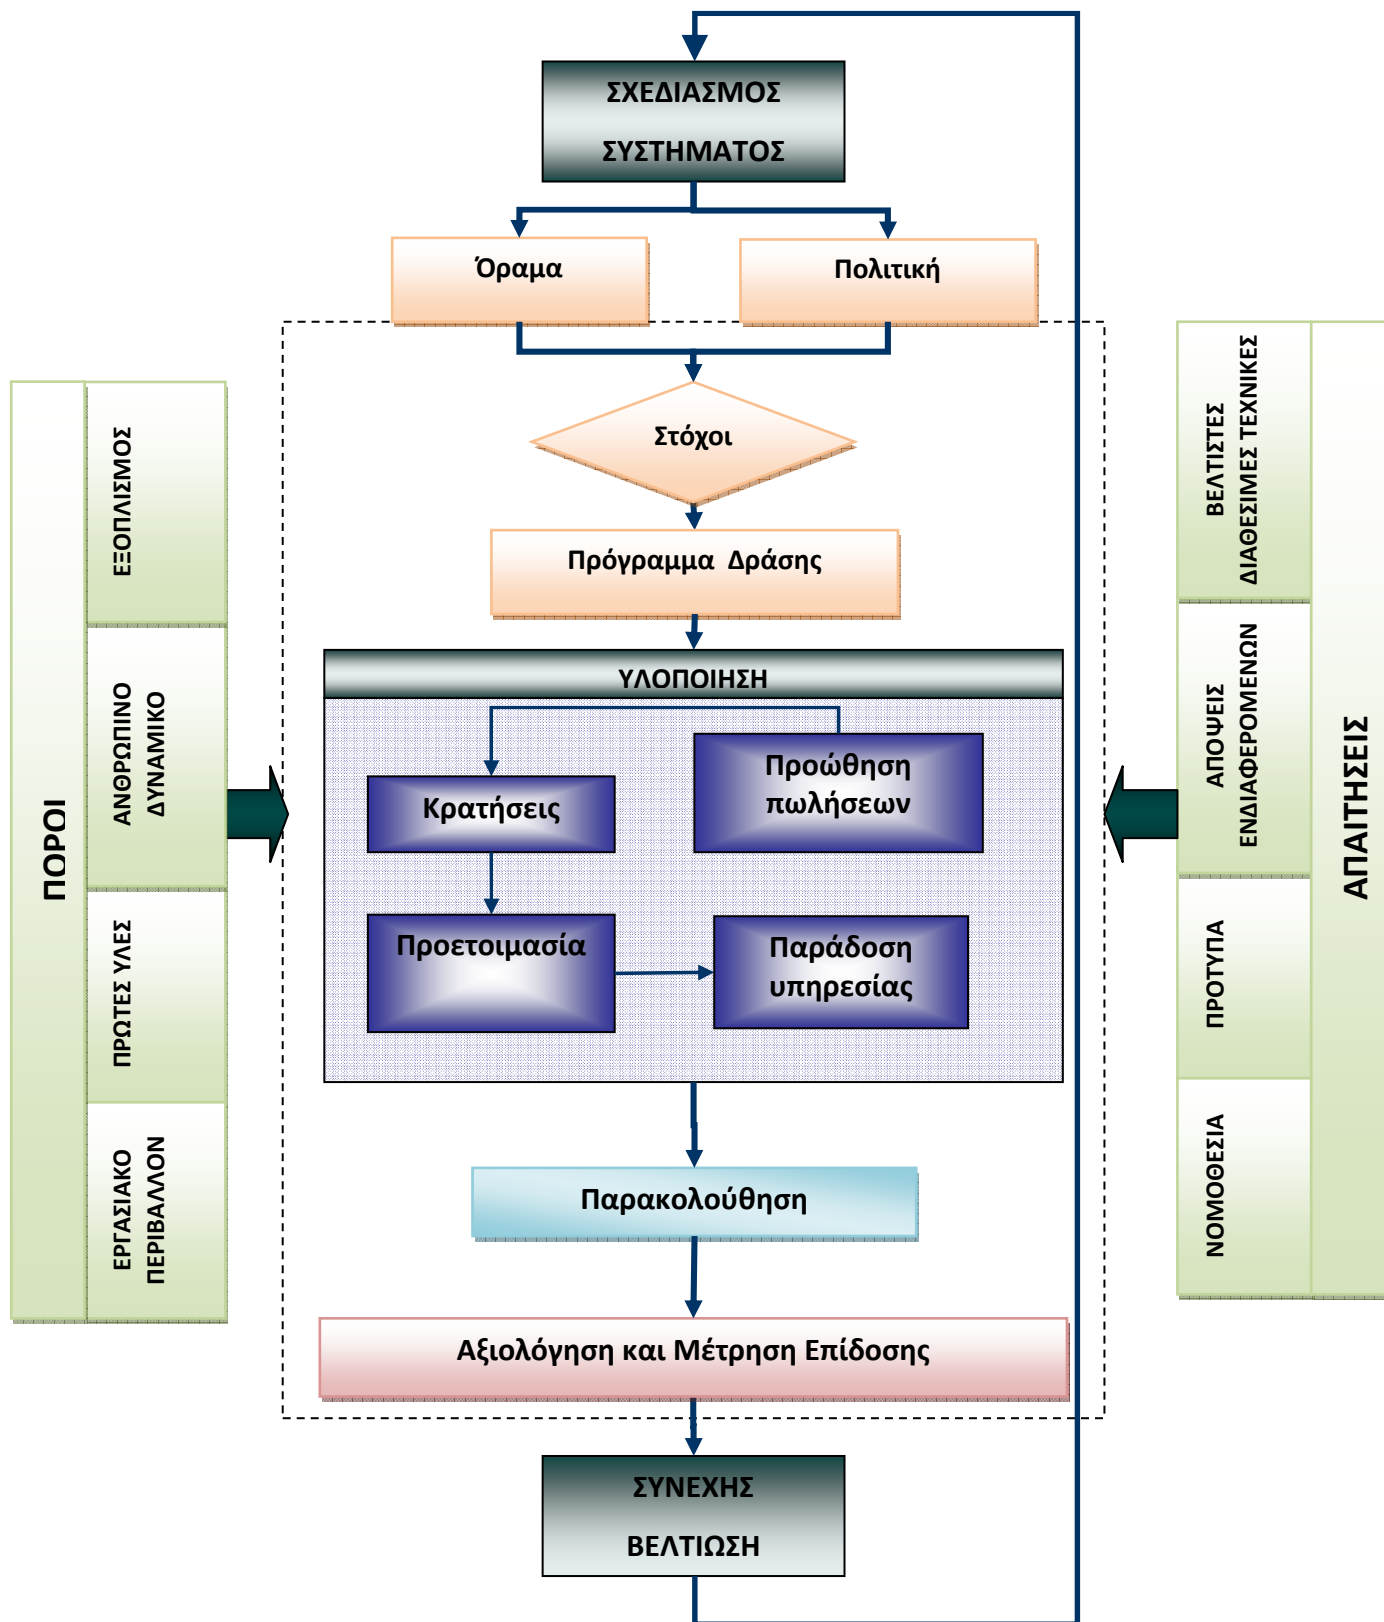 ΣΧΕΔΙΑΣΜΟΣ
ΣΥΣΤΗΜΑΤΟΣ
Όραμα
Πολιτική
Στόχοι
Πρόγραμμα Δράσης
ΥΛΟΠΟΙΗΣΗ
Προώθηση
πωλήσεων
Κρατήσεις
Προετοιμασία
Παράδοση
υπηρεσίας
Παρακολούθηση
Αξιολόγηση και Μέτρηση Επίδοσης
ΣΥΝΕΧΗΣ
ΒΕΛΤΙΩΣΗ
ΠΟΡΟΙ
ΕΞΟΠΛΙΣΜΟΣ
ΑΝΘΡΩΠΙΝΟ
ΔΥΝΑΜΙΚΟ
ΠΡΩΤΕΣ ΥΛΕΣ
ΕΡΓΑΣΙΑΚΟ
ΠΕΡΙΒΑΛΛΟΝ
ΒΕΛΤΙΣΤΕΣ
ΔΙΑΘΕΣΙΜΕΣ ΤΕΧΝΙΚΕΣ
ΑΠΟΨΕΙΣ
ΕΝΔΙΑΦΕΡΟΜΕΝΩΝ
ΠΡΟΤΥΠΑ
ΝΟΜΟΘΕΣΙΑ
ΑΠΑΙΤΗΣΕΙΣ